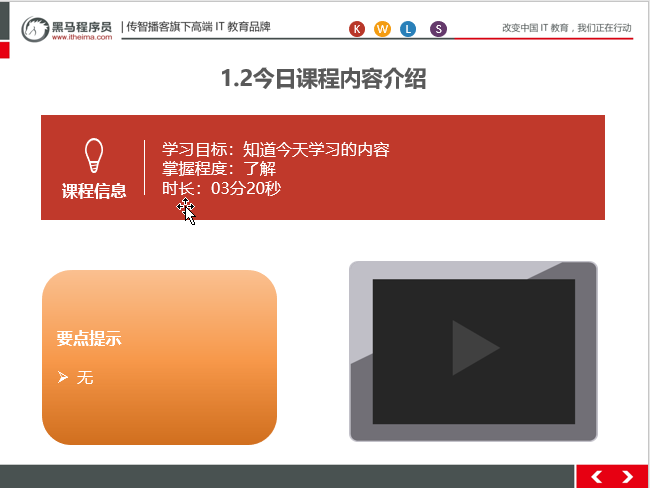 黑马程序员
www.itheima.com
传智播客旗下高端 IT 教育品牌
K W L S
改变中国 IT 教育，我们正在行动
1.2今日课程内容介绍
课程信息
学习目标：知道今天学习的内容
掌握程度：了解
时长：03分20秒
要点提示
➢ 无